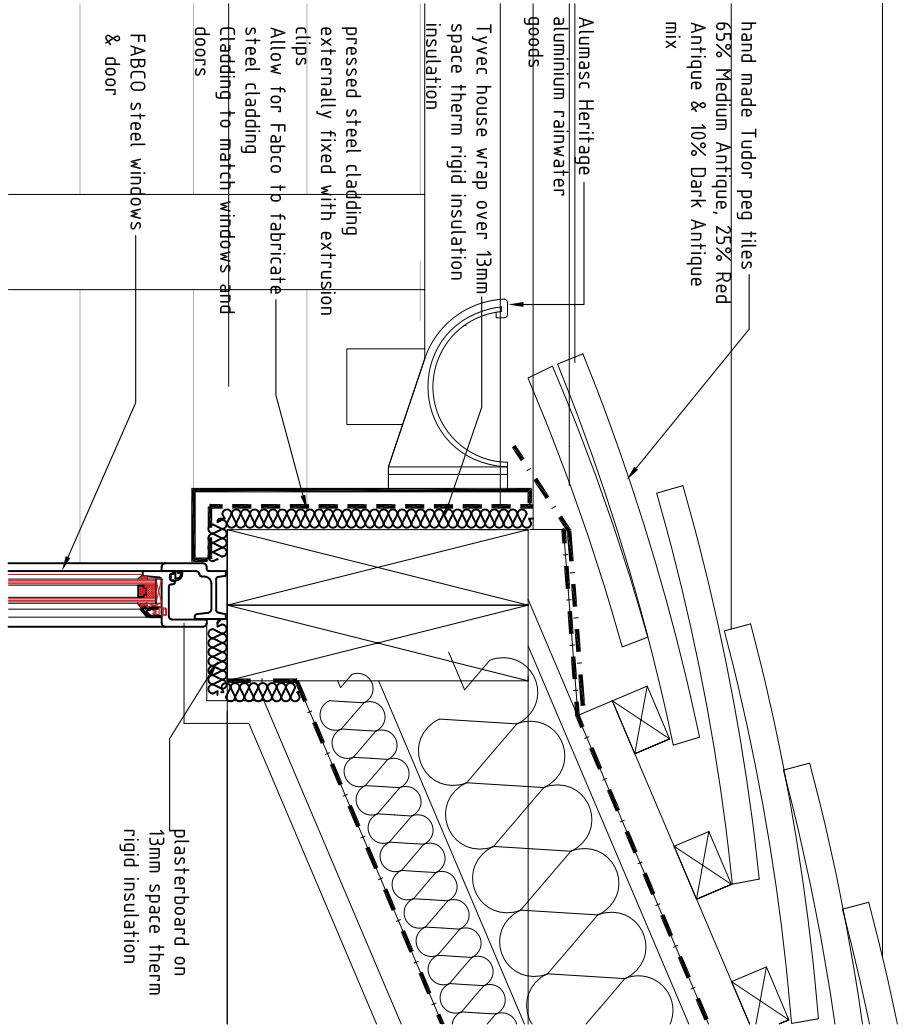 hand made Tudor peg tiles
65% Medium Antique, 25% Red
Antique & 10% Dark Antique
mix
Alumasc Heritage
aluminium rainwater
goods
Tyvec house wrap over 13mm
space therm rigid insulation
insulation
pressed steel cladding
externally fixed with extrusion
clips
Allow for Fabco to fabricate
steel cladding
Cladding to match windows and
doors
FABCO steel windows
& door
plasterboard on
13mm space therm
rigid insulation